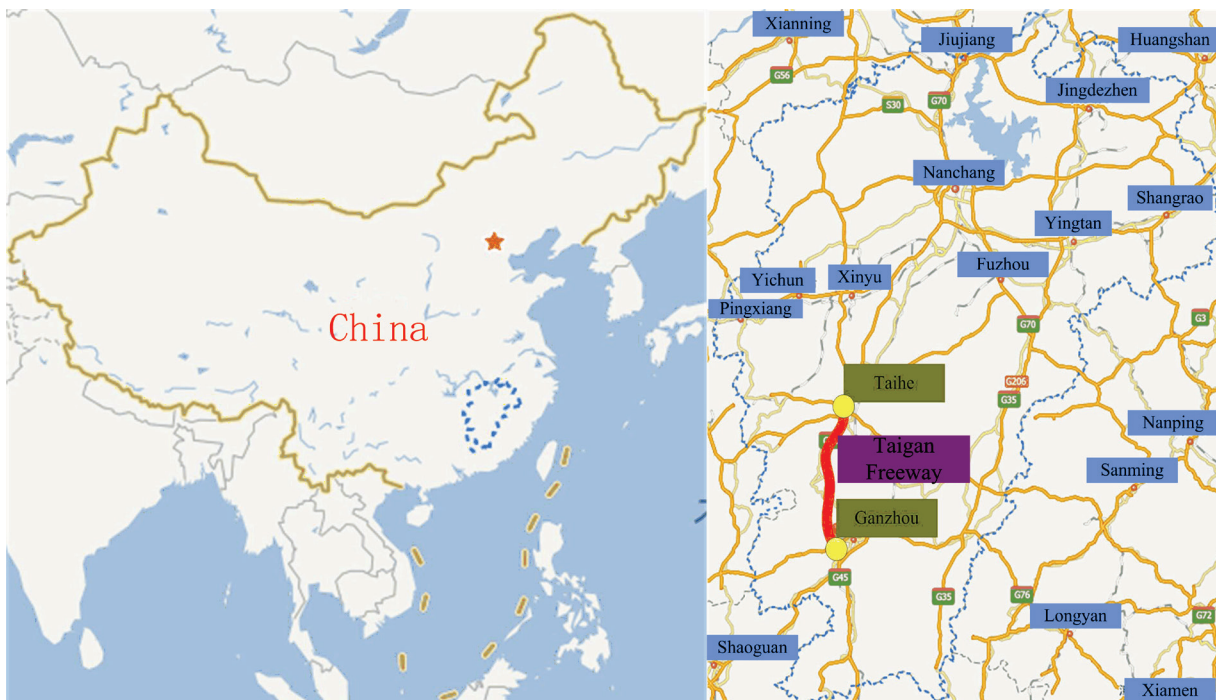 China
Xianning
Jiujiang
Huangshan
G56
Jingdezhen
S30
G70
Nanchang
Shangrao
Yingtan
Fuzhou
Yichun
Xinyu
Pingxiang
G70
G3
Taihe
G206
G35
Nanping
Taigan
Freeway
Sanming
Ganzhou
G45
G35
G76
Longyan
G72
Shaoguan
Xiamen